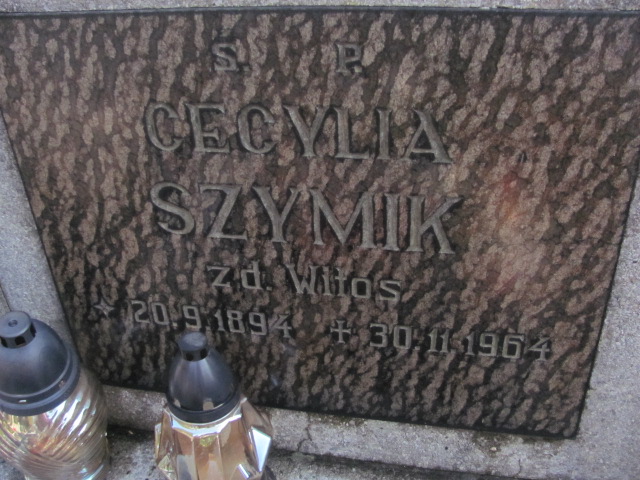 S. P.
CECYLIA
SZYMIK
zd. Witos
* 20.9.1894 + 30.11.1964